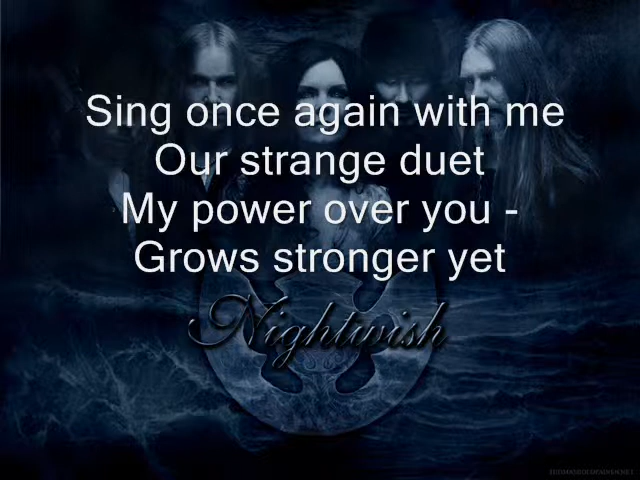 Sing once again with me
Our strange duet
My power over you -
Grows stronger yet
Nightwish